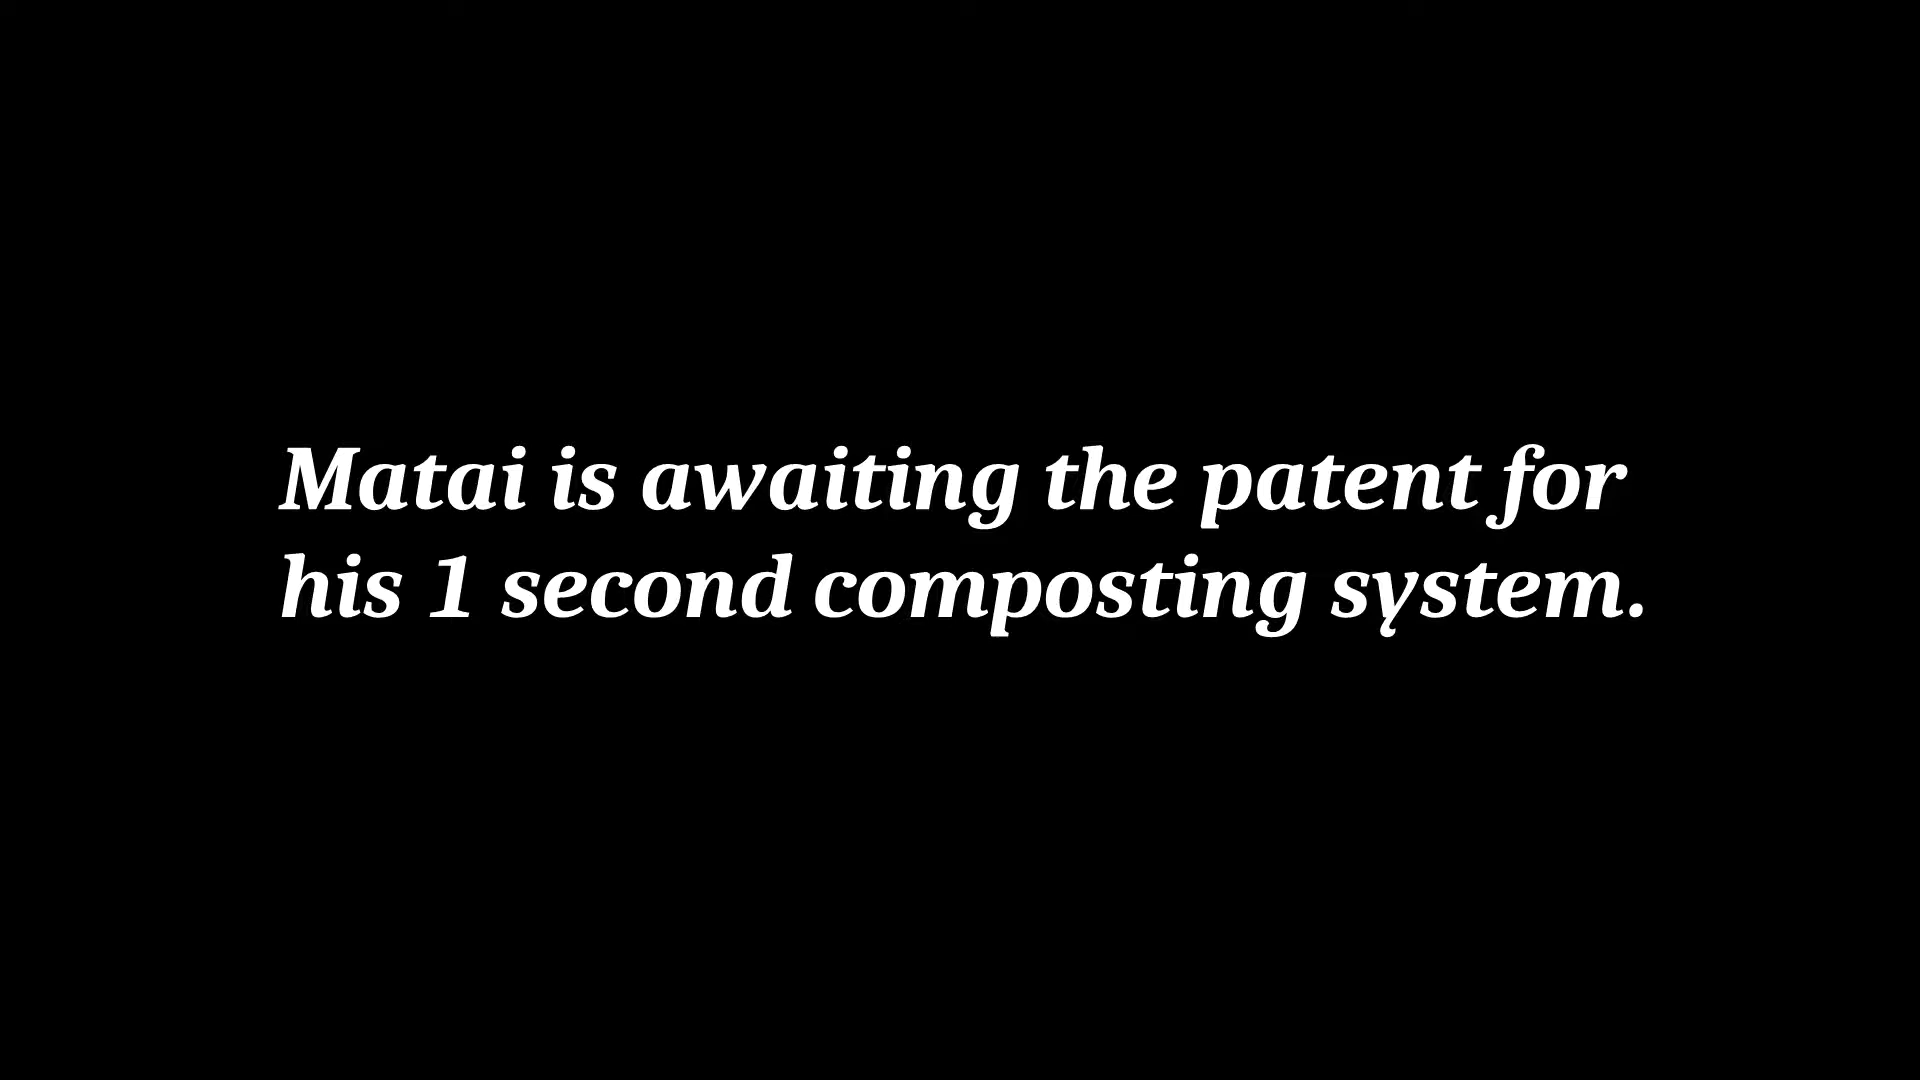 Matai is awaiting the patent for
his 1 second composting system.